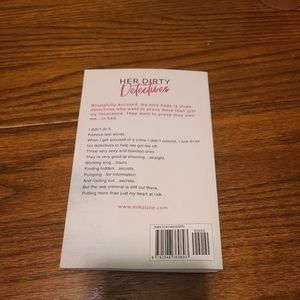 HER DIRTY
Detectives
Wrongfully accused, my only hope is three
detectives who want to prove more than just
my innocence. They want to prove they own
me...in bed.
I didn't do it.
Famous last words.
When I get accused of a crime I didn't commit, I lure three
hot detectives to help me get me off.
Three very sexy and talented ones.
They're very good at shooting...straight.
Working long...hours.
Finding hidden...secrets.
Pumping...for information.
And rooting out...secrets.
But the real criminal is still out there.
Putting more than just my heart at risk.
www.mikalane.com